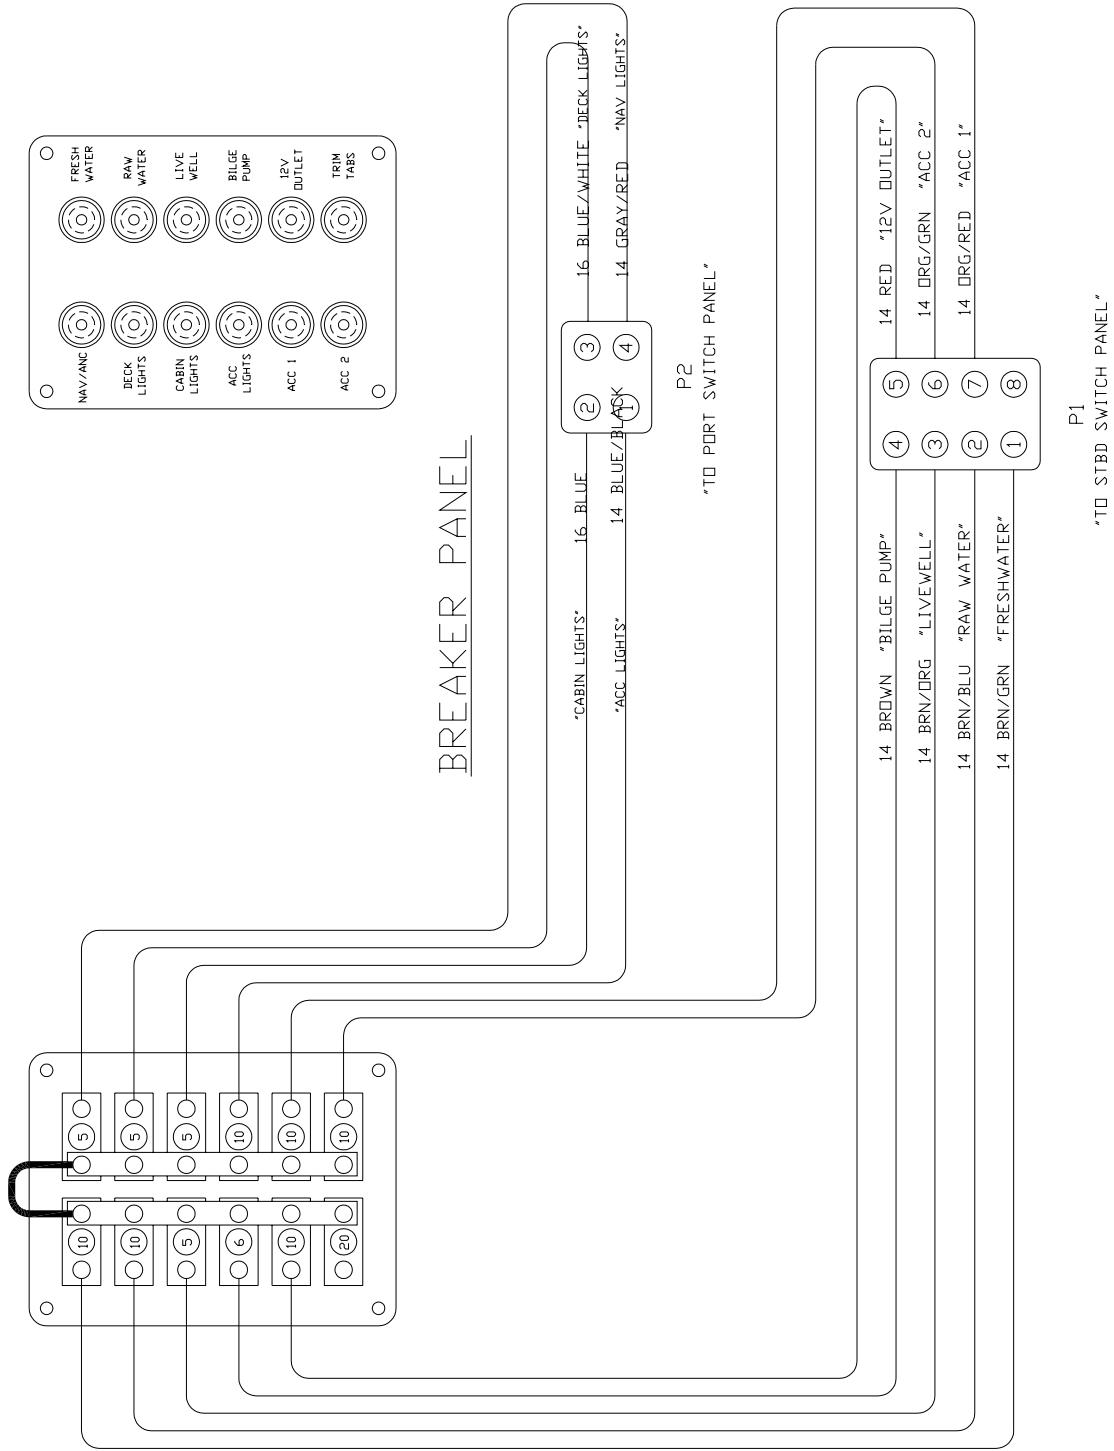 FRESH
WATER
RAW
WATER
LIVE
WELL
BILGE
PUMP
12V
OUTLET
TRIM
TABS
NAV/ANC
DECK
LIGHTS
CABIN
LIGHTS
ACC
LIGHTS
ACC 1
ACC 2
BREAKER PANEL
16 BLUE/WHITE "DECK LIGHTS"
14 GRAY/RED "NAV LIGHTS"
3
4
2
1
"CABIN LIGHTS" 16 BLUE
"ACC LIGHTS" 14 BLUE/BLACK
P2
"TO PORT SWITCH PANEL"
14 RED "12V OUTLET"
14 ORG/GRN "ACC 2"
14 ORG/RED "ACC 1"
5
6
7
8
4
3
2
1
14 BROWN "BILGE PUMP"
14 BRN/ORG "LIVEWELL"
14 BRN/BLU "RAW WATER"
14 BRN/GRN "FRESHWATER"
P1
"TO STBD SWITCH PANEL"
5
5
5
10
10
10
10
10
5
6
10
20